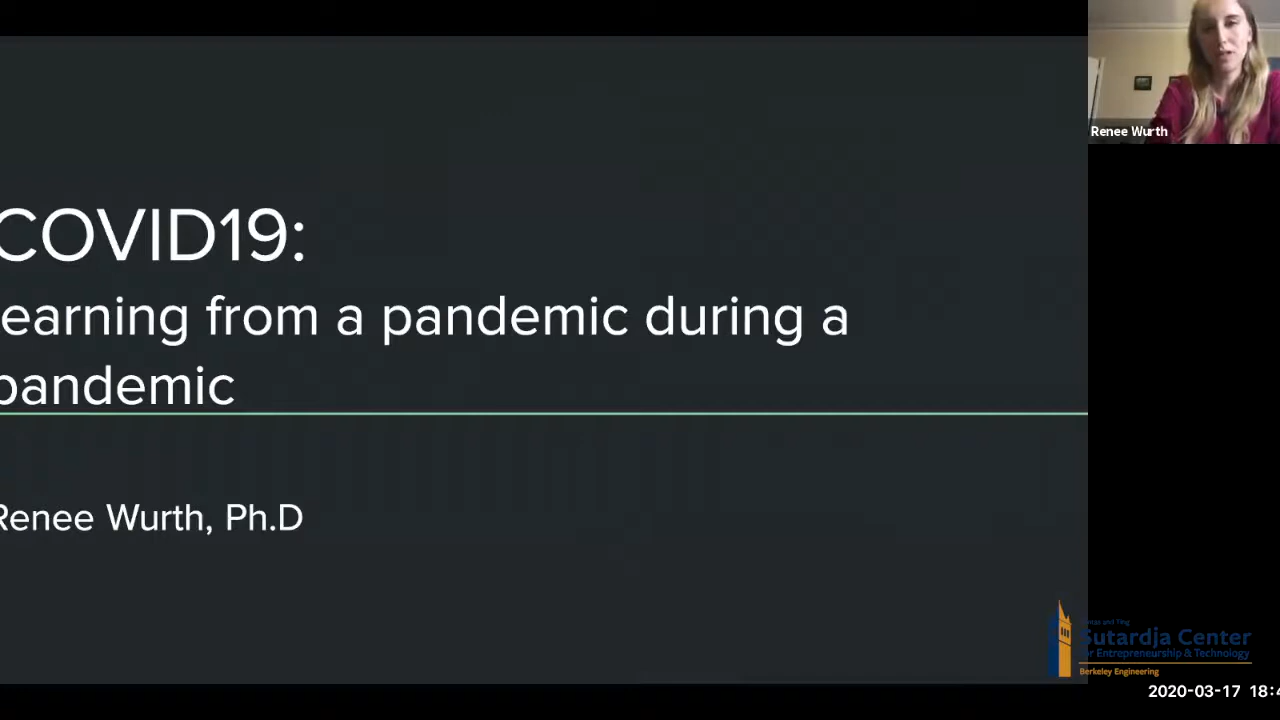 COVID19:
earning from a pandemic during a
pandemic
Renee Wurth, Ph.D
Renee Wurth
Sutardja Center
for Entrepreneurship & Technology
Berkeley Engineering
2020-03-17 18:4